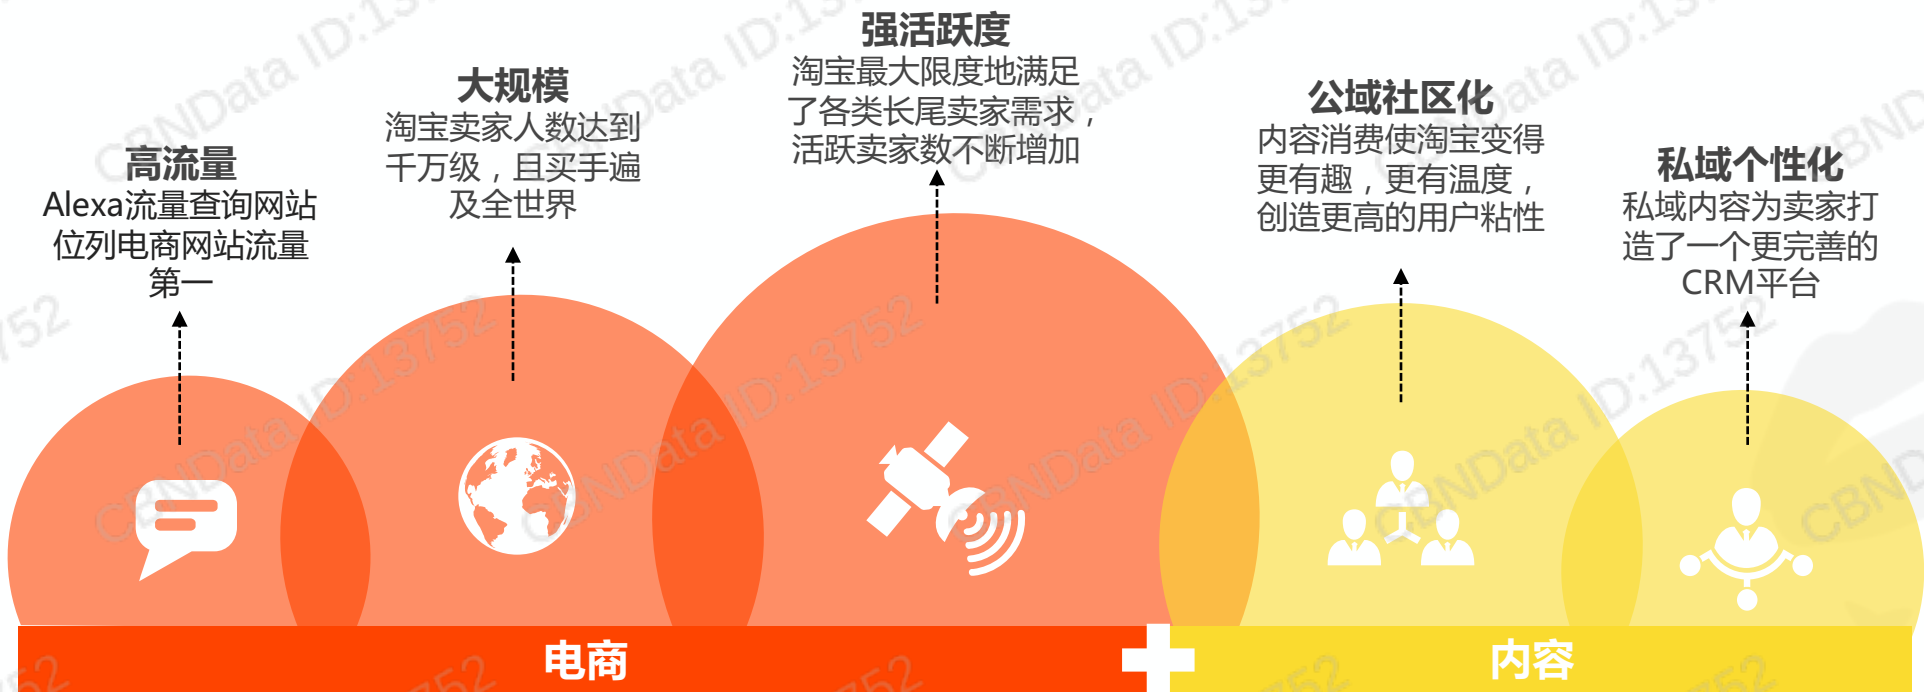 高流量
Alexa流量查询网站
位列电商网站流量
第一
大规模
淘宝卖家人数达到
千万级，且买手遍
及全世界
强活跃度
淘宝最大限度地满足
了各类长尾卖家需求，
活跃卖家数不断增加
公域社区化
内容消费使淘宝变得
更有趣，更有温度，
创造更高的用户粘性
私域个性化
私域内容为卖家打
造了一个更完善的
CRM平台
电商
内容
CBNData ID:13752